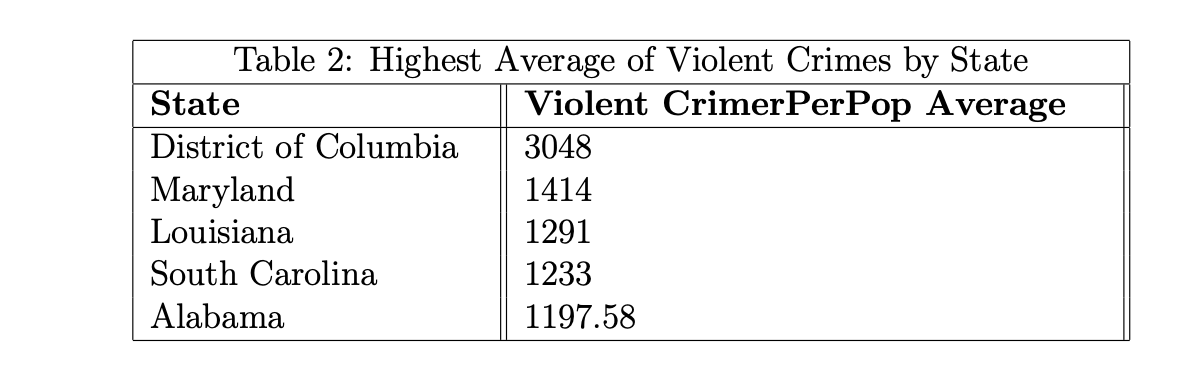 Table 2: Highest Average of Violent Crimes by State
State Violent CrimerPerPop Average
District of Columbia 3048
Maryland 1414
Louisiana 1291
South Carolina 1233
Alabama 1197.58